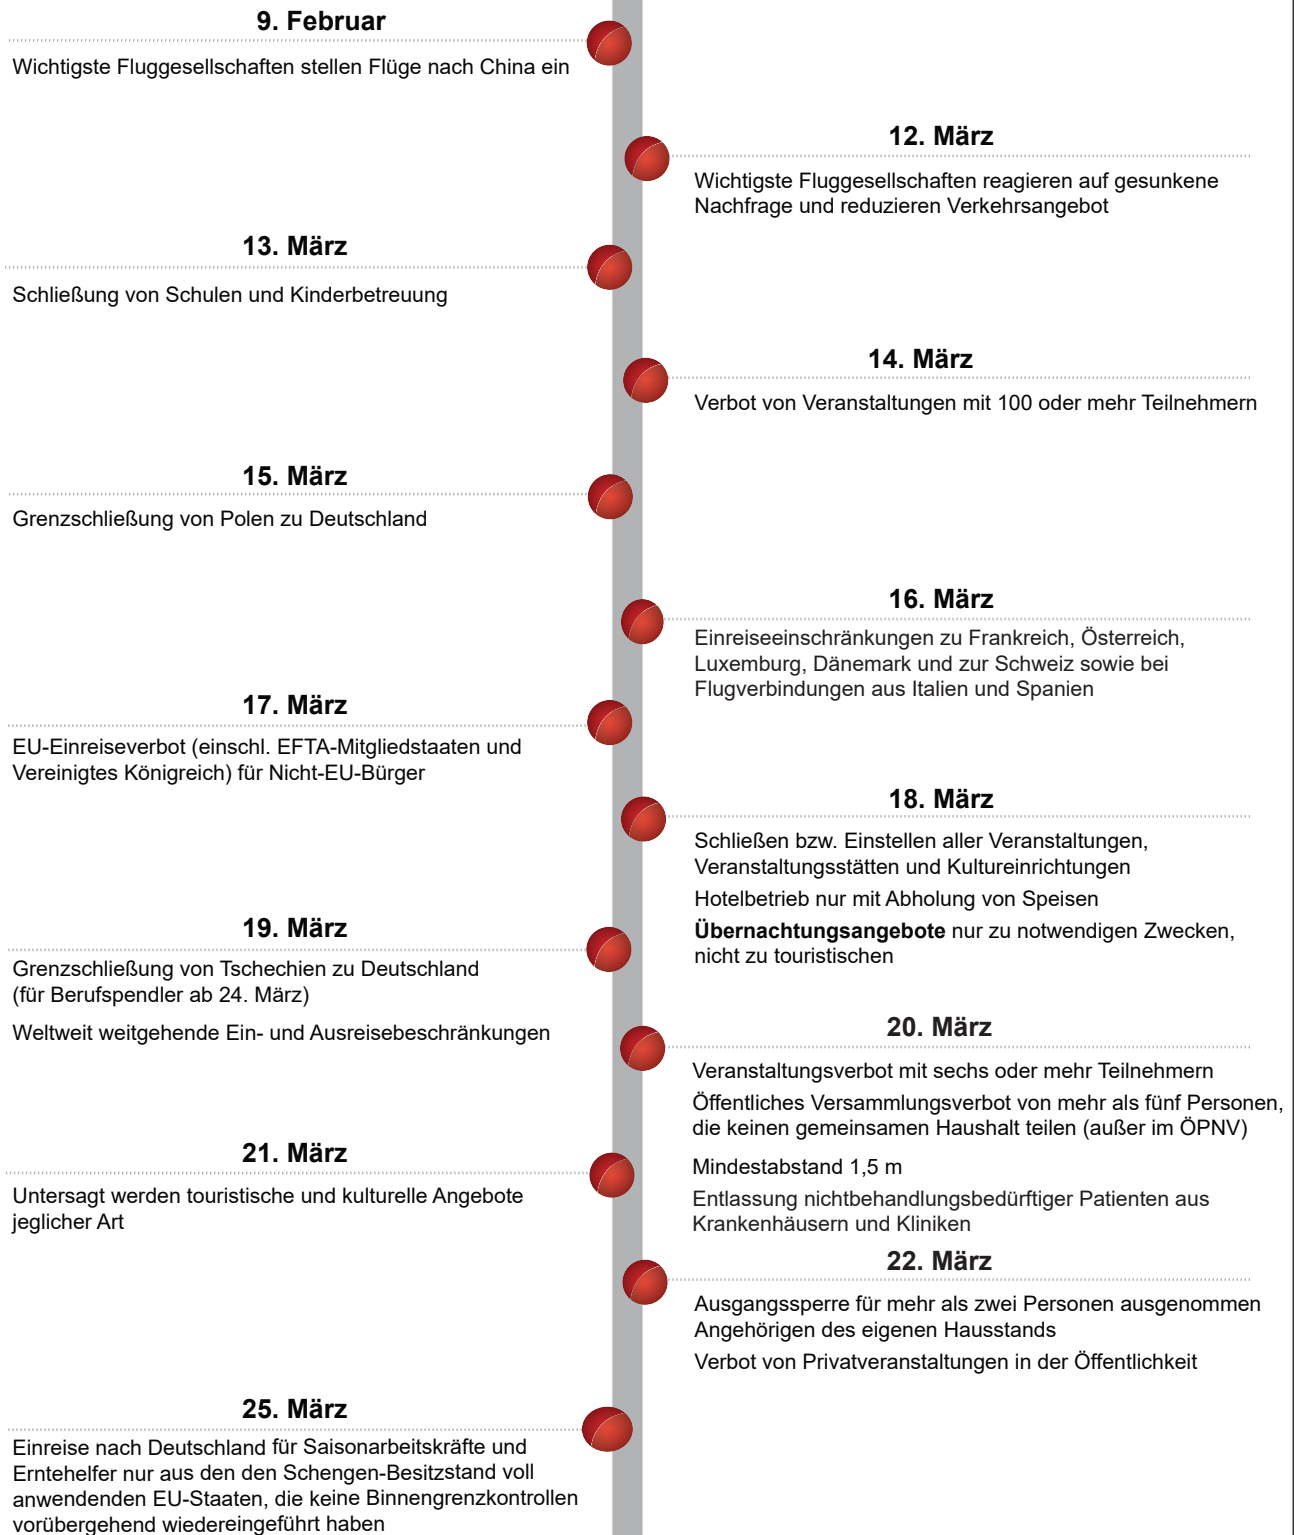 9. Februar
Wichtigste Fluggesellschaften stellen Flüge nach China ein
12. März
Wichtigste Fluggesellschaften reagieren auf gesunkene
Nachfrage und reduzieren Verkehrsangebot
13. März
Schließung von Schulen und Kinderbetreuung
14. März
Verbot von Veranstaltungen mit 100 oder mehr Teilnehmern
15. März
Grenzschließung von Polen zu Deutschland
16. März
Einreiseeinschränkungen zu Frankreich, Österreich,
Luxemburg, Dänemark und zur Schweiz sowie bei
Flugverbindungen aus Italien und Spanien
17. März
EU-Einreiseverbot (einschl. EFTA-Mitgliedstaaten und
Vereinigtes Königreich) für Nicht-EU-Bürger
18. März
Schließen bzw. Einstellen aller Veranstaltungen,
Veranstaltungsstätten und Kultureinrichtungen
Hotelbetrieb nur mit Abholung von Speisen
Übernachtungsangebote nur zu notwendigen Zwecken,
nicht zu touristischen
19. März
Grenzschließung von Tschechien zu Deutschland
(für Berufspendler ab 24. März)
Weltweit weitgehende Ein- und Ausreisebeschränkungen
20. März
Veranstaltungsverbot mit sechs oder mehr Teilnehmern
Öffentliches Versammlungsverbot von mehr als fünf Personen,
die keinen gemeinsamen Haushalt teilen (außer im ÖPNV)
Mindestabstand 1,5 m
Entlassung nichtbehandlungsbedürftiger Patienten aus
Krankenhäusern und Kliniken
21. März
Untersagt werden touristische und kulturelle Angebote
jeglicher Art
22. März
Ausgangssperre für mehr als zwei Personen ausgenommen
Angehörigen des eigenen Hausstands
Verbot von Privatveranstaltungen in der Öffentlichkeit
25. März
Einreise nach Deutschland für Saisonarbeitskräfte und
Erntehelfer nur aus den den Schengen-Besitzstand voll
anwendenden EU-Staaten, die keine Binnengrenzkontrollen
vorübergehend wiedereingeführt haben